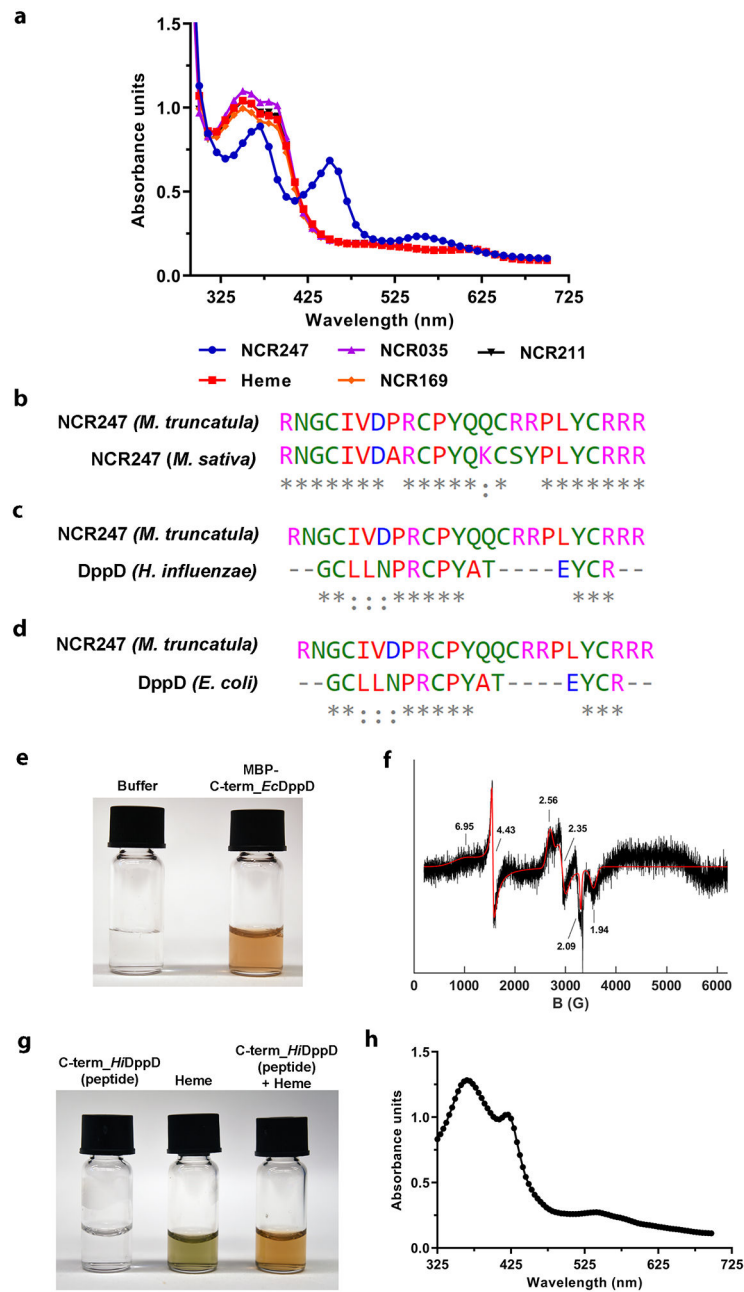 a
1.5
1.0
0.5
0.0
Absorbance units
325 425 525 625 725
Wavelength (nm)
NCR247 NCR035 NCR211
Heme NCR169
b
NCR247 (M. truncatula) RNGCIVDPRCPYQQCRRPLYCRRR
NCR247 (M. sativa) RNGCIVDARCPYQKCSYPLYCRRR
******* *****:* *******
c
NCR247 (M. truncatula) RNGCIVDPRCPYQQCRRPLYCRRR
DppD (H. influenzae) --GCLLNPRCPYAT----EYCR--
**:::***** ***
d
NCR247 (M. truncatula) RNGCIVDPRCPYQQCRRPLYCRRR
DppD (E. coli) --GCLLNPRCPYAT----EYCR--
**:::***** ***
e
Buffer
MBP-
C-term_EcDppD
f
6.95
4.43
2.56
2.35
2.09
1.94
0 1000 2000 3000 4000 5000 6000
B (G)
g
C-term_HiDppD
(peptide)
Heme
C-term_HiDppD
(peptide)
+ Heme
h
1.5
1.0
0.5
0.0
Absorbance units
325 425 525 625 725
Wavelength (nm)